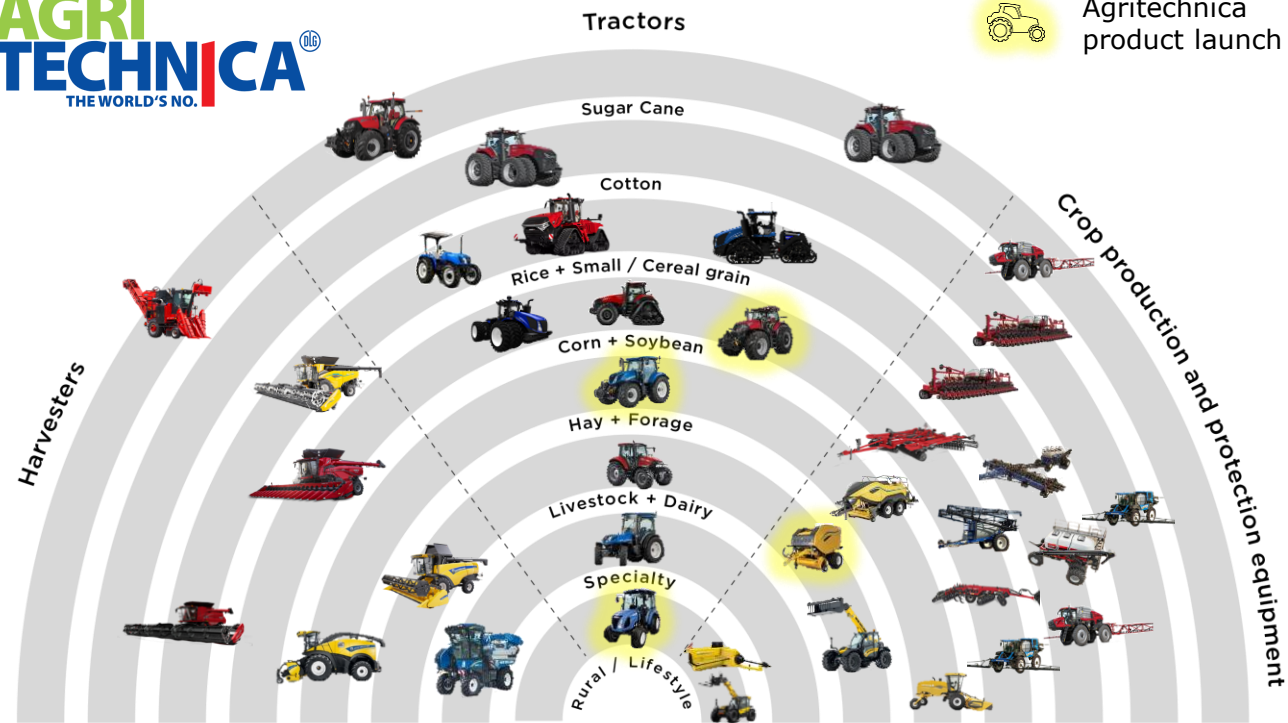 AGRI
TECHNICA
DLG
THE WORLD'S NO.
Agritechnica
product launch
Tractors
Sugar Cane
Cotton
Rice + Small / Cereal grain
Corn + Soybean
Hay + Forage
Livestock + Dairy
Specialty
Rural / Lifestyle
Harvesters
Crop production and protection equipment